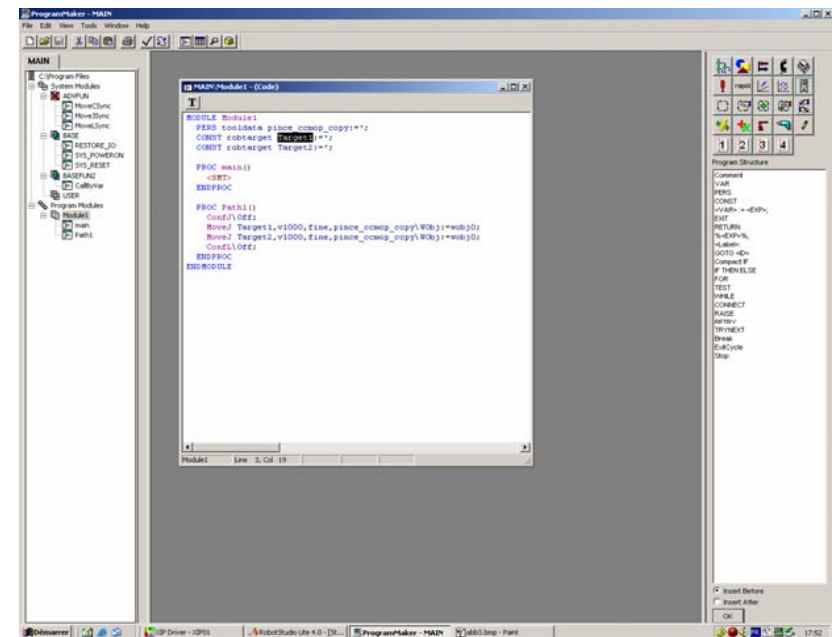 ProgramMaker - MAIN
File Edit View Tools Window Help
MAIN
C:\Program Files
System Modules
ADVFUN
MoveCSync
MoveJSync
MoveLSync
BASE
RESTORE_IO
SYS_POWERON
SYS_RESET
BASEFUN2
CallByVar
USER
Program Modules
Module1
main
Path1
MAIN\Module1 - (Code)
T
MODULE Module1
PERS tooldata pince_ccmop_copy:=*;
CONST robtarget Target1:=*;
CONST robtarget Target2:=*;
PROC main()
<SMT>
ENDPROC
PROC Path1()
ConfJ\Off;
MoveJ Target1,v1000,fine,pince_ccmop_copy\WObj:=wobj0;
MoveJ Target2,v1000,fine,pince_ccmop_copy\WObj:=wobj0;
ConfL\Off;
ENDPROC
ENDMODULE
Module1 Line 3, Col 19
rapid
1 2 3 4
Program Structure
Comment
VAR
PERS
CONST
<VAR> := <EXP>;
EXIT
RETURN
%<EXP>%;
<Label>:
GOTO <ID>
Compact IF
IF THEN ELSE
FOR
TEST
WHILE
CONNECT
RAISE
RETRY
TRYNEXT
Break
ExitCycle
Stop
Insert Before
Insert After
OK
Démarrer XIP Driver - XIP01 RobotStudio Lite 4.0 - [St... ProgramMaker - MAIN abb3.bmp - Paint 17:52